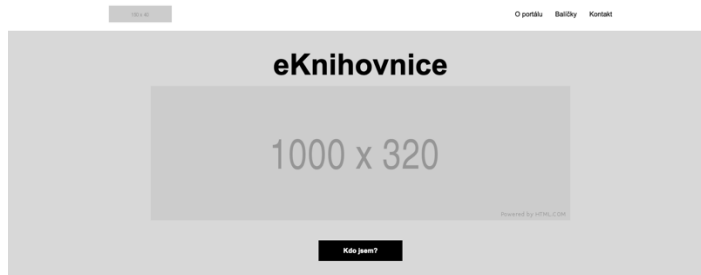 O portálu Balíčky Kontakt
eKnihovnice
1000 x 320
Powered by HTML.COM
Kdo jsem?